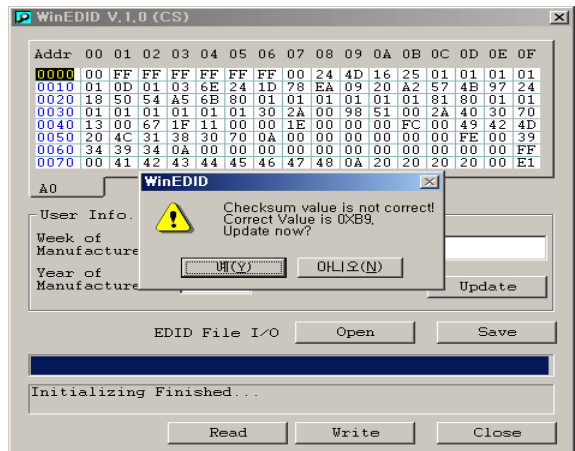 WinEDID V.1.0 (CS)
Addr 00 01 02 03 04 05 06 07 08 09 0A 0B 0C 0D 0E 0F
0000 00 FF FF FF FF FF FF 00 24 4D 16 25 01 01 01 01
0010 01 0D 01 03 6E 24 1D 78 EA 09 20 A2 57 4B 97 24
0020 18 50 54 A5 6B 80 01 01 01 01 01 01 81 80 01 01
0030 01 01 01 01 01 01 30 2A 00 98 51 00 2A 40 30 70
0040 13 00 67 1F 11 00 00 1E 00 00 00 FC 00 49 42 4D
0050 20 4C 31 38 30 70 0A 00 00 00 00 00 00 FE 00 39
0060 34 39 34 0A 00 00 00 00 00 00 00 00 00 00 00 FF
0070 00 41 42 43 44 45 46 47 48 0A 20 20 20 20 00 E1
A0
WinEDID
Checksum value is not correct!
Correct Value is 0XB9,
Update now?
예(Y)
아니오(N)
User Info.
Week of
Manufacture
Year of
Manufacture
Update
EDID File I/O
Open
Save
Initializing Finished...
Read
Write
Close